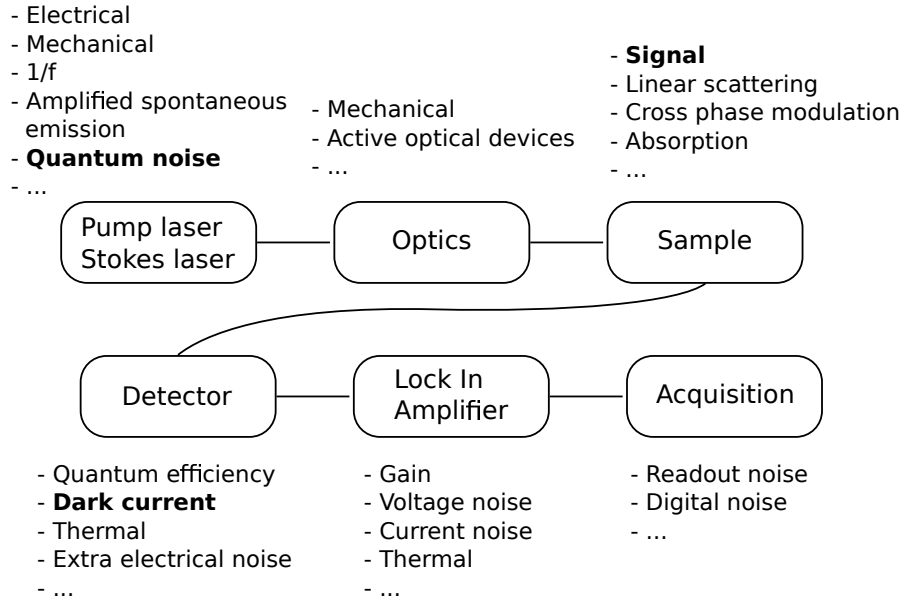 - Electrical
- Mechanical
- 1/f
- Amplified spontaneous
emission
- Quantum noise
- ...
- Mechanical
- Active optical devices
- ...
- Signal
- Linear scattering
- Cross phase modulation
- Absorption
- ...
Pump laser
Stokes laser
Optics
Sample
Detector
Lock In
Amplifier
Acquisition
- Quantum efficiency
- Dark current
- Thermal
- Extra electrical noise
- ...
- Gain
- Voltage noise
- Current noise
- Thermal
- ...
- Readout noise
- Digital noise
- ...